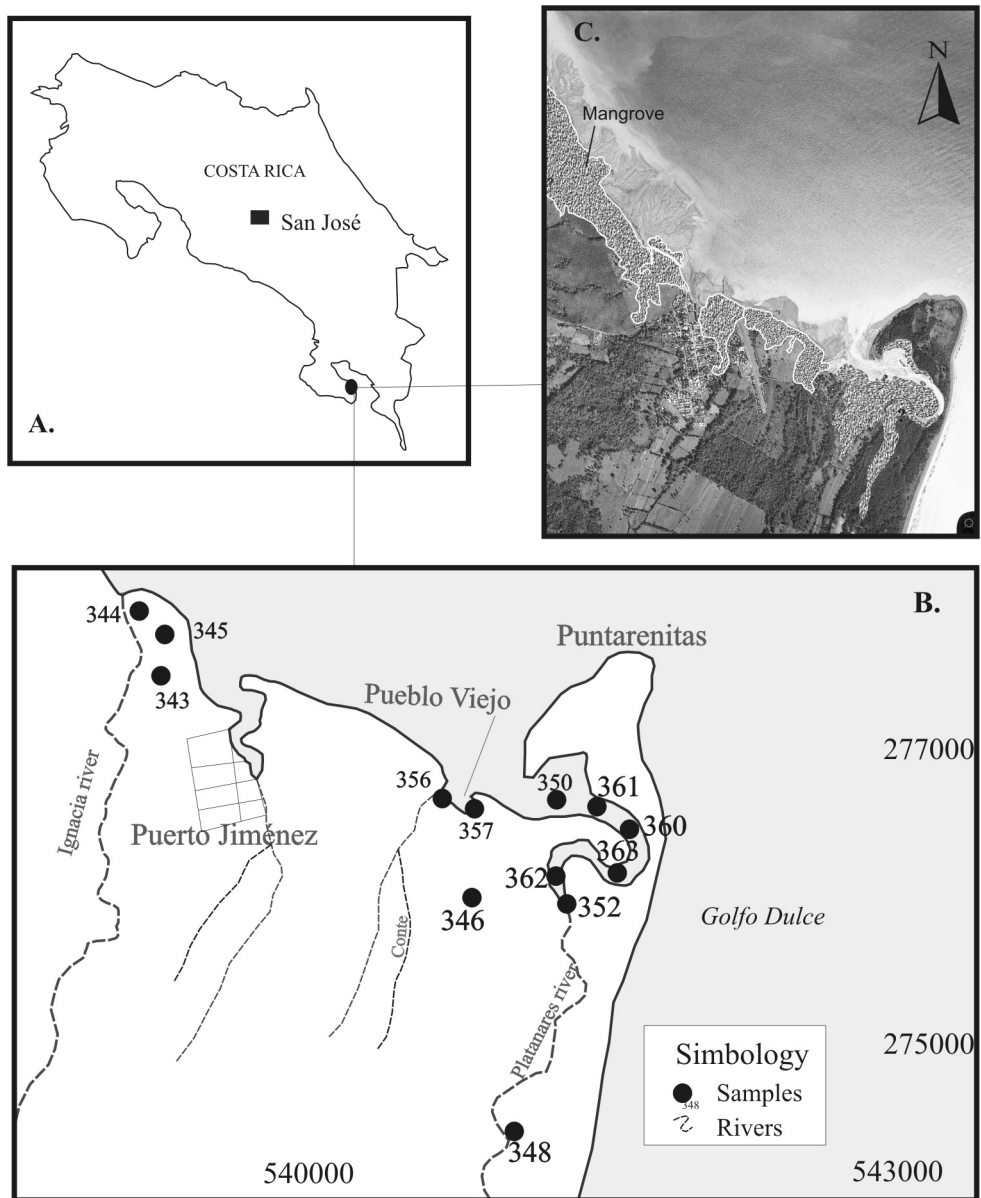 COSTA RICA
San José
A.
C.
N
Mangrove
B.
344
345
343
Puntarenitas
Pueblo Viejo
277000
Ignacia river
356
350
361
357
360
Puerto Jiménez
363
362
346
352
Conte
Golfo Dulce
Platanares river
275000
Simbology
Samples
348
Rivers
348
540000
543000